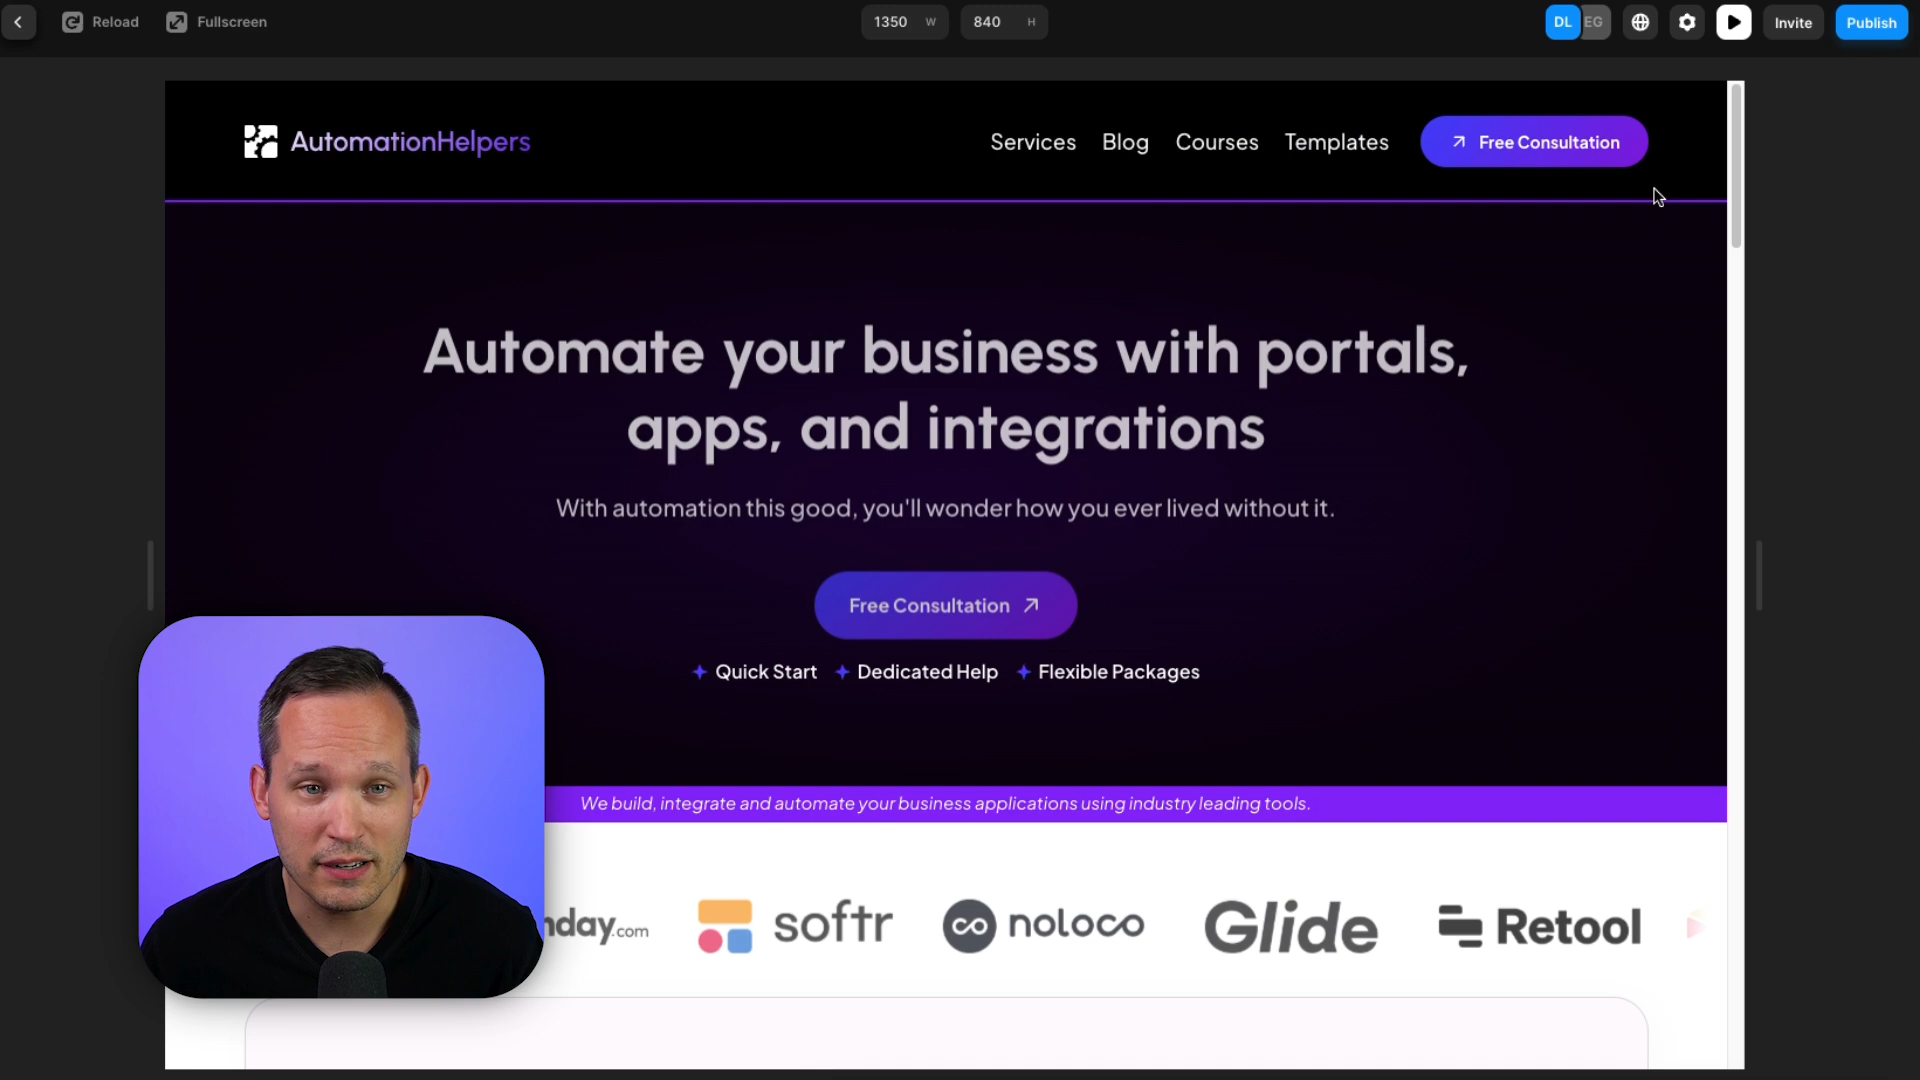 Reload
Fullscreen
1350 W
840 H
DL
EG
Invite
Publish
AutomationHelpers
Services
Blog
Courses
Templates
Free Consultation
Automate your business with portals,
apps, and integrations
With automation this good, you'll wonder how you ever lived without it.
Free Consultation
Quick Start
Dedicated Help
Flexible Packages
We build, integrate and automate your business applications using industry leading tools.
nday.com
softr
noloco
Glide
Retool